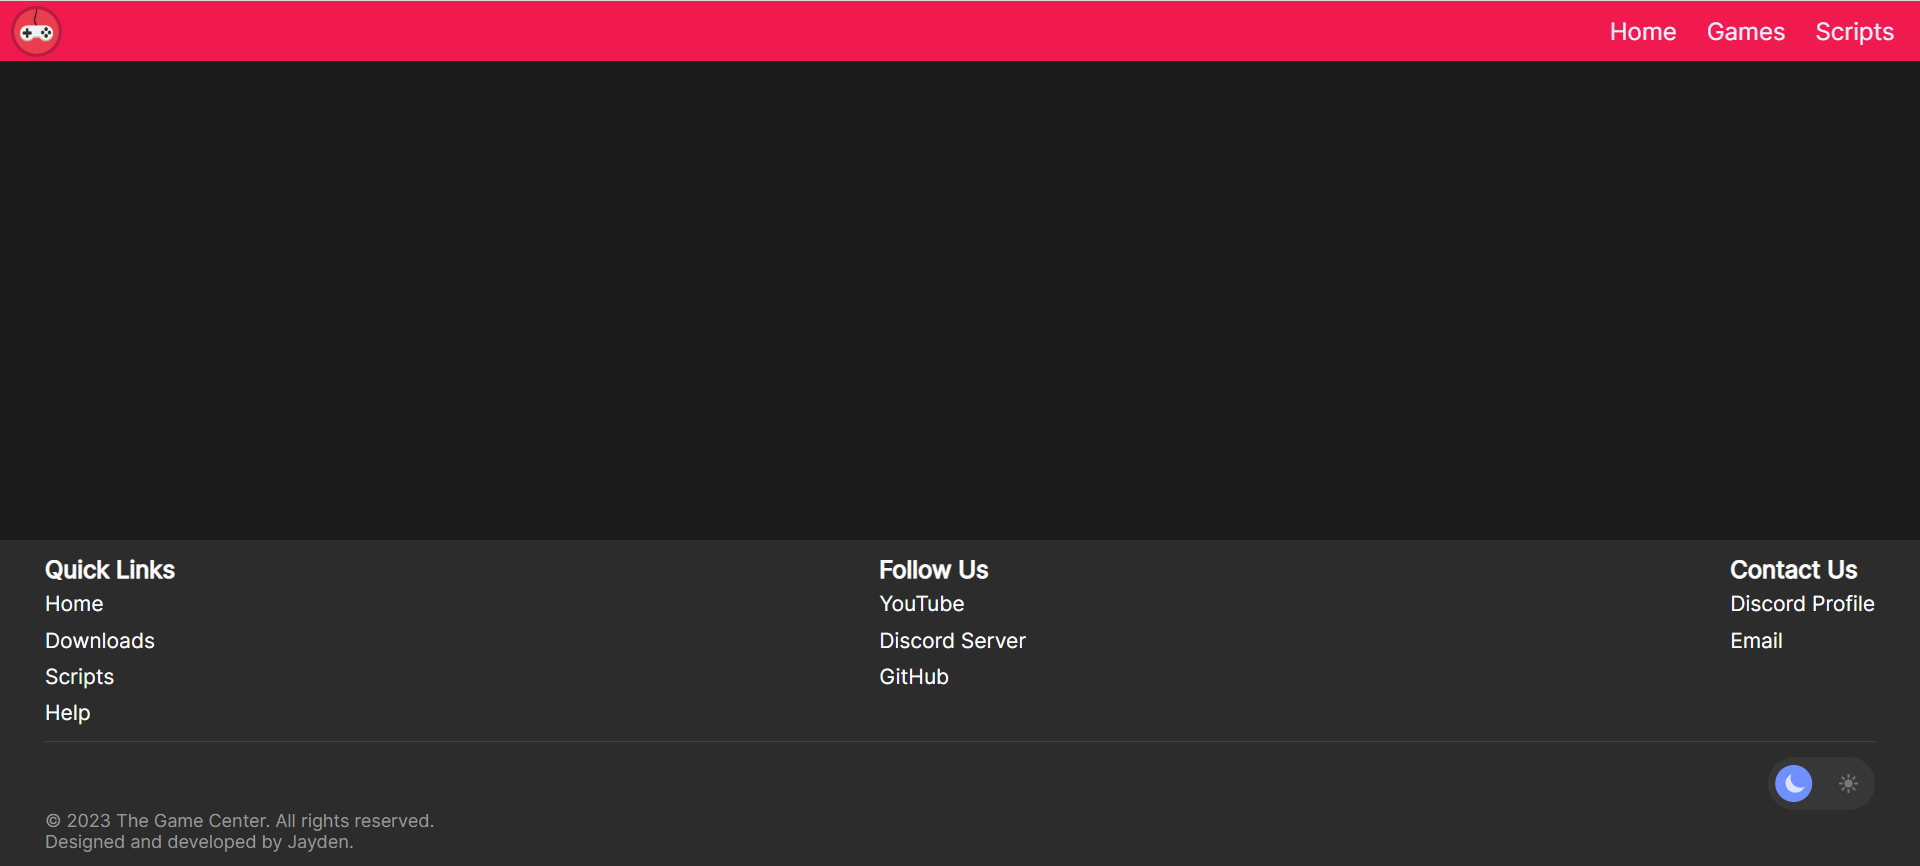 Home Games Scripts
Quick Links
Home
Downloads
Scripts
Help
Follow Us
YouTube
Discord Server
GitHub
Contact Us
Discord Profile
Email
© 2023 The Game Center. All rights reserved.
Designed and developed by Jayden.